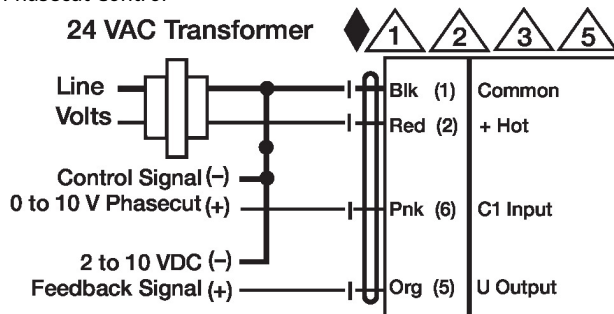 Phasecut Control
24 VAC Transformer
1 2 3 5
Line
Volts
Blk (1) Common
Red (2) + Hot
Control Signal (–)
0 to 10 V Phasecut (+)
Pnk (6) C1 Input
2 to 10 VDC (–)
Feedback Signal (+)
Org (5) U Output